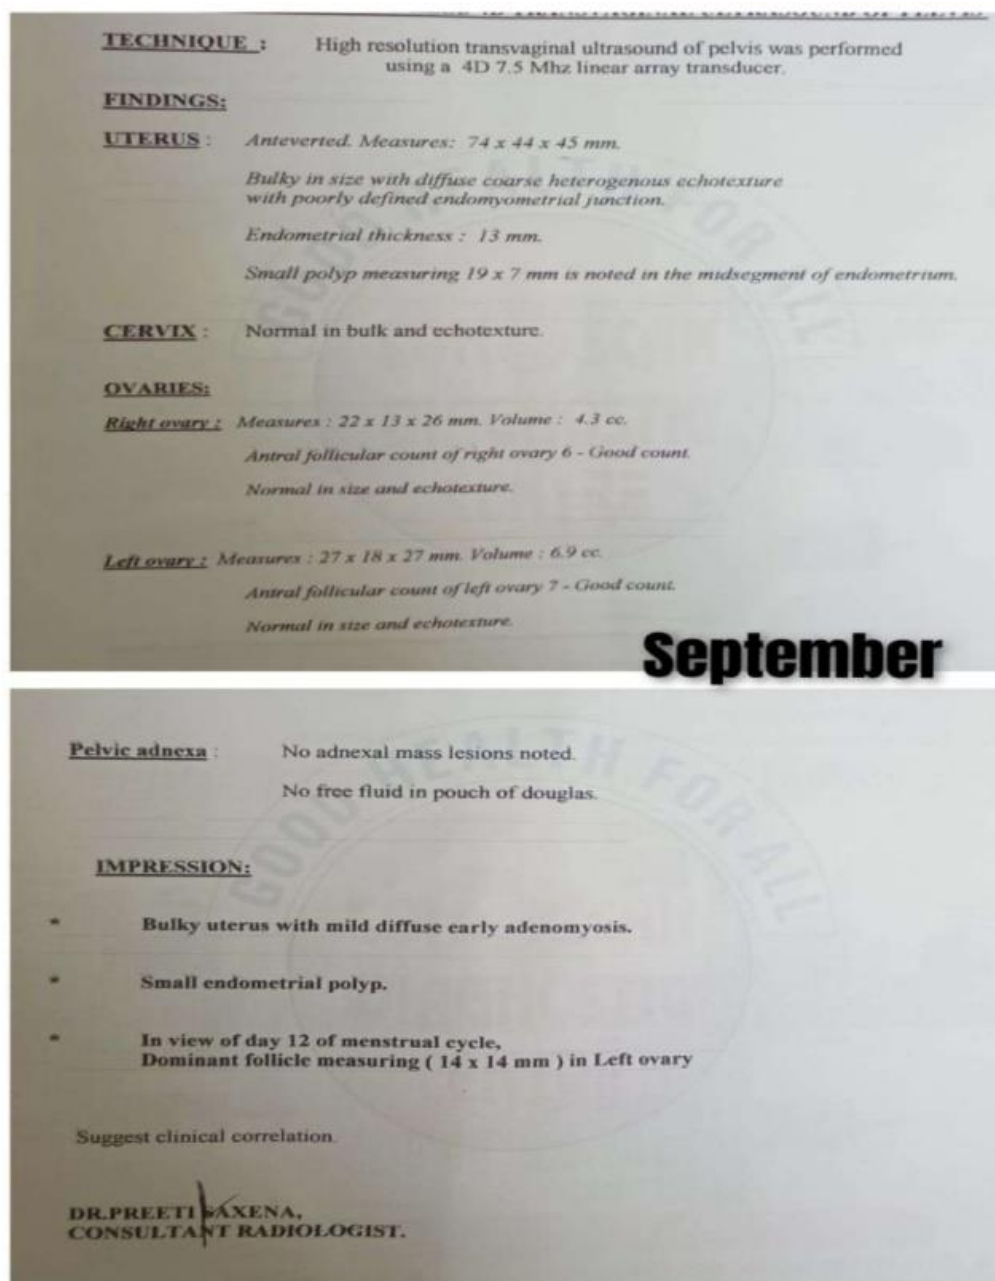 TECHNIQUE : High resolution transvaginal ultrasound of pelvis was performed
using a 4D 7.5 Mhz linear array transducer.
FINDINGS:
UTERUS : Anteverted. Measures: 74 x 44 x 45 mm.
Bulky in size with diffuse coarse heterogenous echotexture
with poorly defined endomyometrial junction.
Endometrial thickness : 13 mm.
Small polyp measuring 19 x 7 mm is noted in the midsegment of endometrium.
CERVIX : Normal in bulk and echotexture.
OVARIES:
Right ovary : Measures : 22 x 13 x 26 mm. Volume : 4.3 cc.
Antral follicular count of right ovary 6 - Good count.
Normal in size and echotexture.
Left ovary : Measures : 27 x 18 x 27 mm. Volume : 6.9 cc.
Antral follicular count of left ovary 7 - Good count.
Normal in size and echotexture.
September
GOOD HEALTH FOR ALL
Pelvic adnexa : No adnexal mass lesions noted.
No free fluid in pouch of douglas.
IMPRESSION:
* Bulky uterus with mild diffuse early adenomyosis.
* Small endometrial polyp.
* In view of day 12 of menstrual cycle,
Dominant follicle measuring ( 14 x 14 mm ) in Left ovary
Suggest clinical correlation.
DR.PREETI SAXENA,
CONSULTANT RADIOLOGIST.